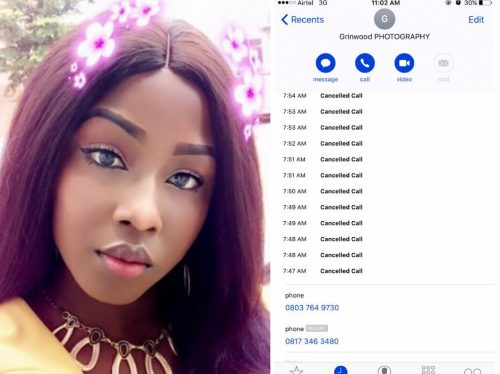 Airtel 3G 11:02 AM 30%
Recents Edit
G
Grinwood PHOTOGRAPHY
message call video mail
7:54 AM Cancelled Call
7:53 AM Cancelled Call
7:53 AM Cancelled Call
7:52 AM Cancelled Call
7:51 AM Cancelled Call
7:51 AM Cancelled Call
7:50 AM Cancelled Call
7:49 AM Cancelled Call
7:49 AM Cancelled Call
7:48 AM Cancelled Call
7:48 AM Cancelled Call
7:47 AM Cancelled Call
phone
0803 764 9730
phone RECENT
0817 346 3480